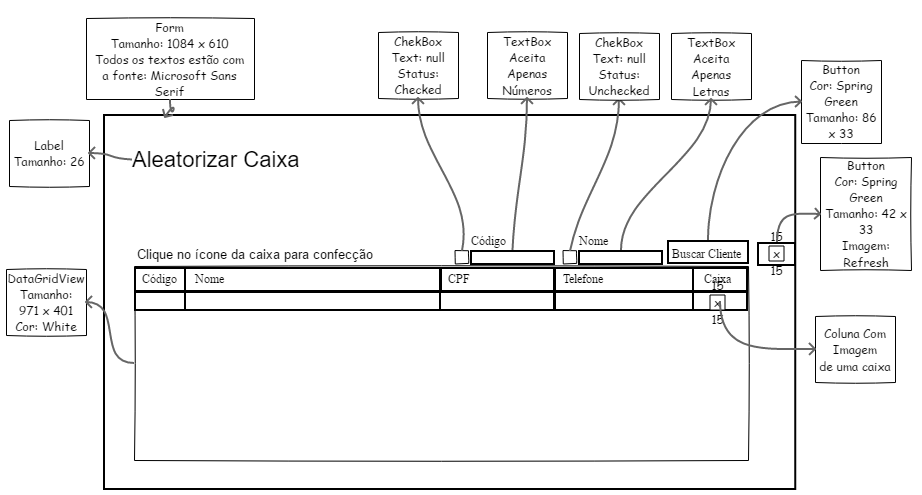 Form
Tamanho: 1084 x 610
Todos os textos estão com
a fonte: Microsoft Sans
Serif
ChekBox
Text: null
Status:
Checked
TextBox
Aceita
Apenas
Números
ChekBox
Text: null
Status:
Unchecked
TextBox
Aceita
Apenas
Letras
Button
Cor: Spring
Green
Tamanho: 86
x 33
Label
Tamanho: 26
Aleatorizar Caixa
Button
Cor: Spring
Green
Tamanho: 42 x
33
Imagem:
Refresh
Clique no ícone da caixa para confecção
Código
Nome
Buscar Cliente
15
x
15
DataGridView
Tamanho:
971 x 401
Cor: White
Código
Nome
CPF
Telefone
Caixa
15
x
15
Coluna Com
Imagem
de uma caixa